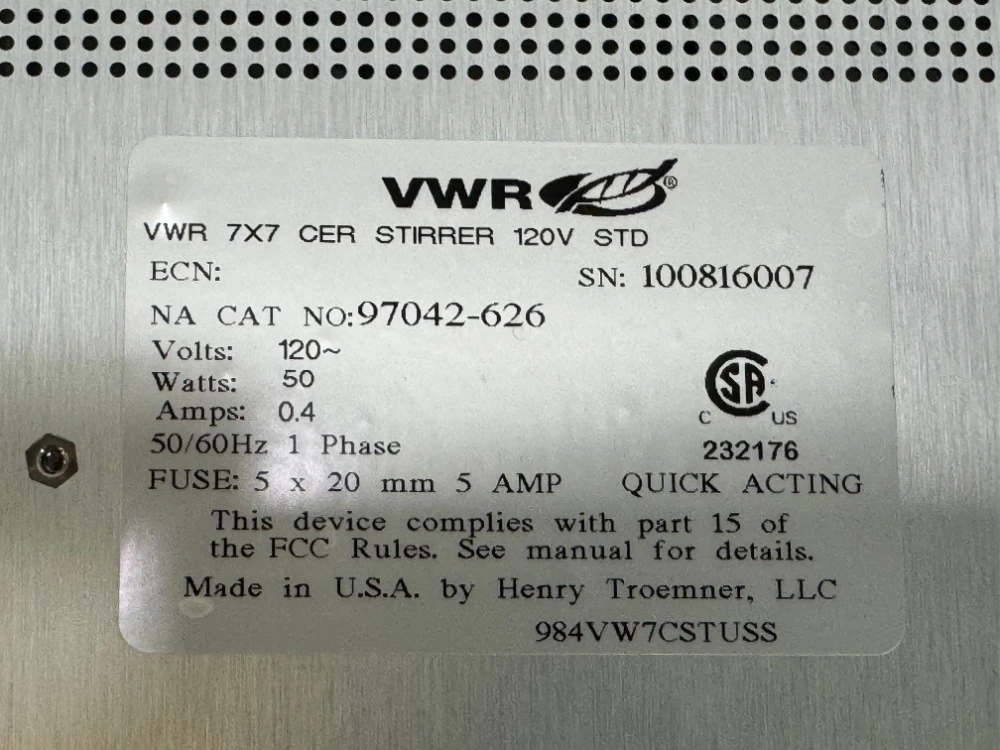 VWR®
VWR 7X7 CER STIRRER 120V STD
ECN: SN: 100816007
NA CAT NO:97042-626
Volts: 120~
Watts: 50
Amps: 0.4
50/60Hz 1 Phase
C SA US
232176
FUSE: 5 x 20 mm 5 AMP QUICK ACTING
This device complies with part 15 of
the FCC Rules. See manual for details.
Made in U.S.A. by Henry Troemner, LLC
984VW7CSTUSS